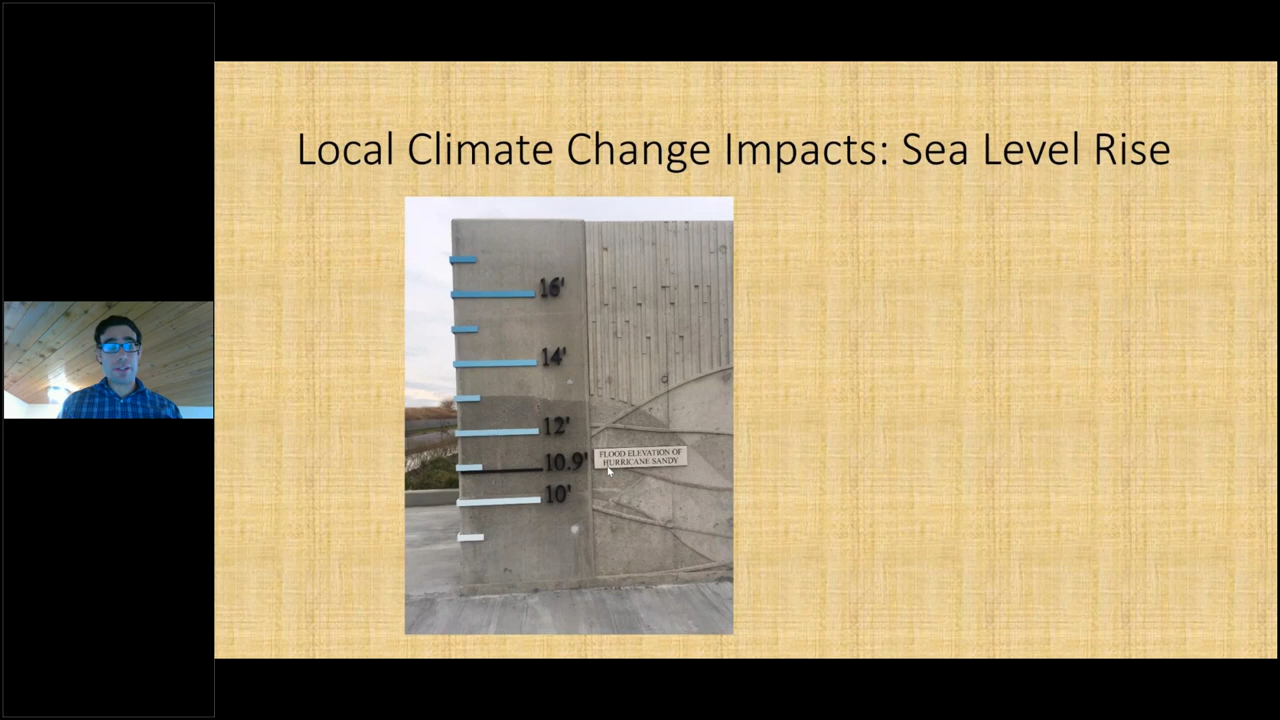 Local Climate Change Impacts: Sea Level Rise
16'
14'
12'
10.9'
FLOOD ELEVATION OF
HURRICANE SANDY
10'